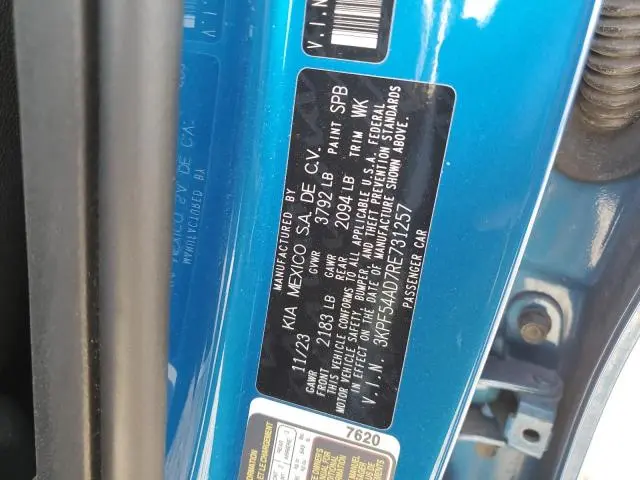 V.I.N
MANUFACTURED BY
11/23 KIA MEXICO S.A. DE C.V.
GVWR 3792 LB PAINT SPB
GAWR FRONT 2183 LB GAWR REAR 2094 LB TRIM WK
THIS VEHICLE CONFORMS TO ALL APPLICABLE U.S.A. FEDERAL
MOTOR VEHICLE SAFETY, BUMPER, AND THEFT PREVENTION STANDARDS
IN EFFECT ON THE DATE OF MANUFACTURE SHOWN ABOVE.
V.I.N. 3KPF54AD7RE731257
PASSENGER CAR
7620